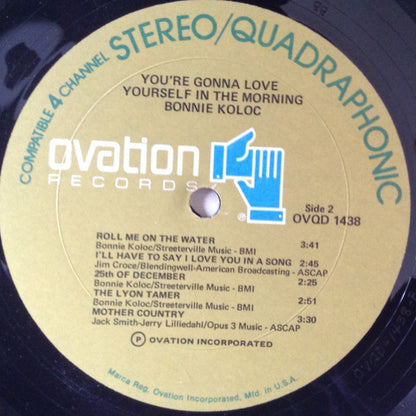 COMPATIBLE 4 CHANNEL STEREO/QUADRAPHONIC
YOU'RE GONNA LOVE
YOURSELF IN THE MORNING
BONNIE KOLOC
ovation
RECORDS
Side 2
OVQD 1438
ROLL ME ON THE WATER 3:41
Bonnie Koloc/Streeterville Music - BMI
I'LL HAVE TO SAY I LOVE YOU IN A SONG 2:45
Jim Croce/Blendingwell-American Broadcasting - ASCAP
25th OF DECEMBER 2:25
Bonnie Koloc/Streeterville Music - BMI
THE LYON TAMER 2:51
Bonnie Koloc/Streeterville Music - BMI
MOTHER COUNTRY 3:30
Jack Smith-Jerry Lilliedahl/Opus 3 Music - ASCAP
Ⓟ OVATION INCORPORATED
Marca Reg. Ovation Incorporated, Mfd. in U.S.A.